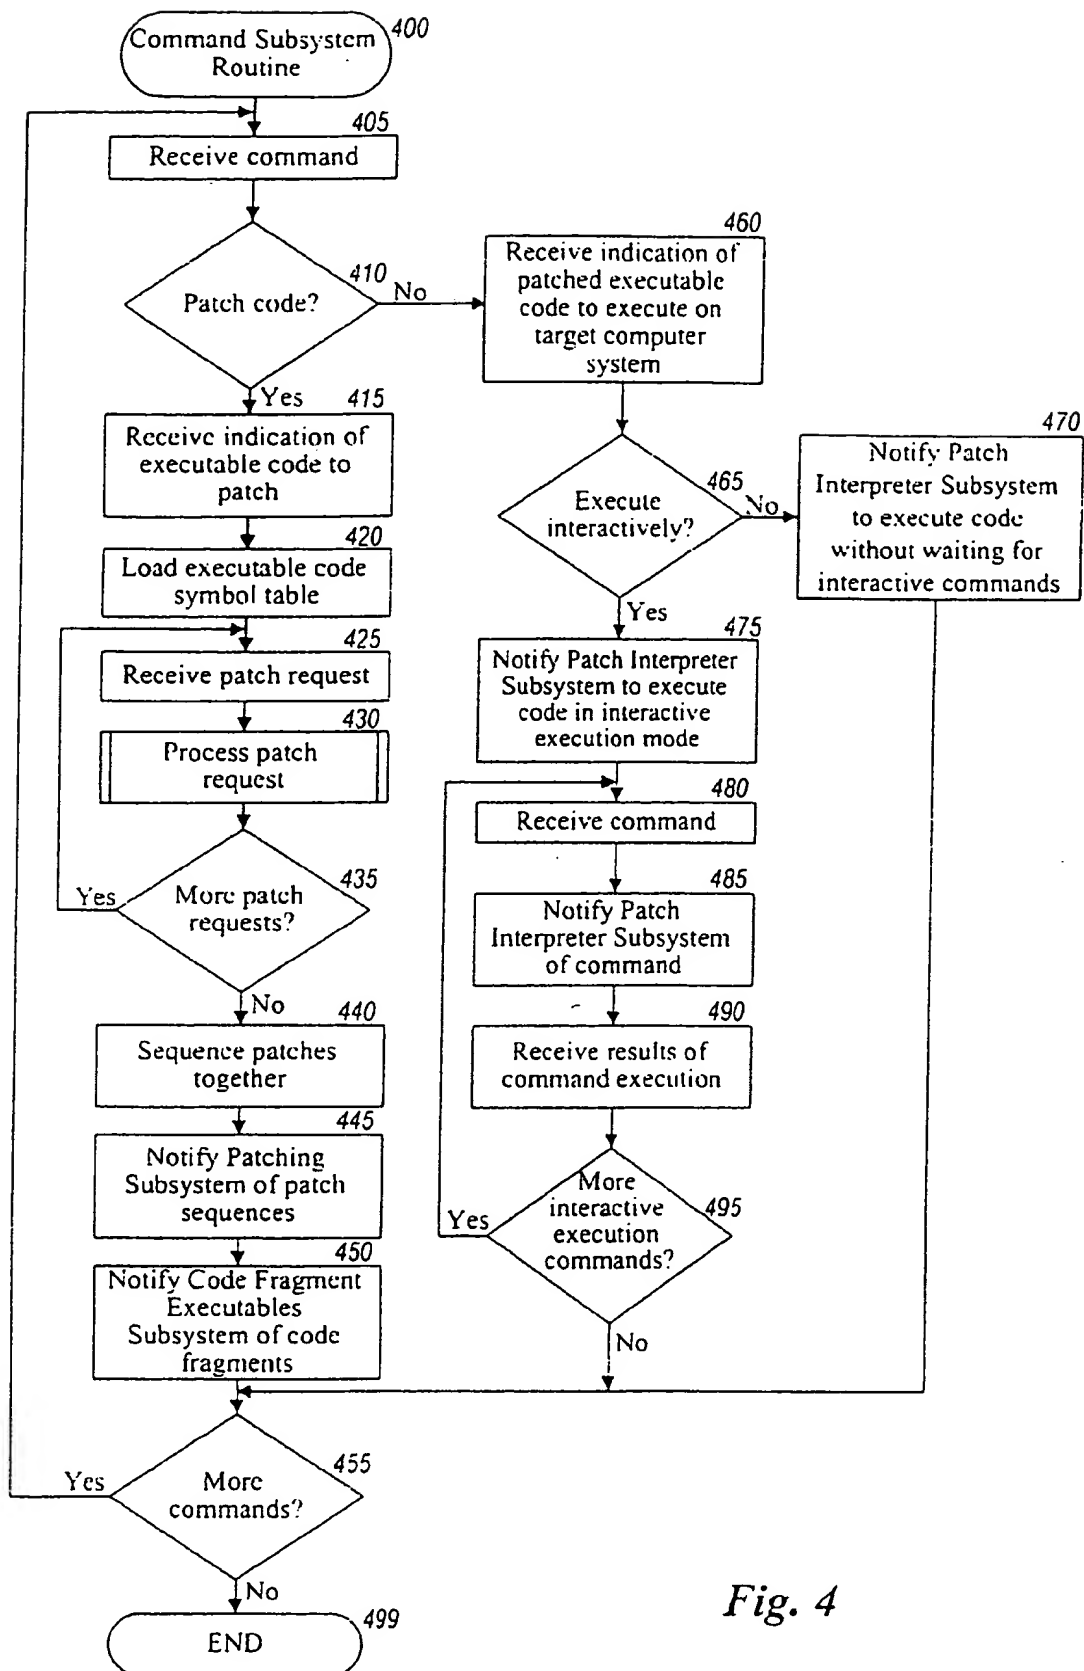 Command Subsystem
Routine
400
405
Receive command
410
Patch code?
No
Yes
415
Receive indication of
executable code to
patch
420
Load executable code
symbol table
425
Receive patch request
430
Process patch
request
435
More patch
requests?
Yes
No
440
Sequence patches
together
445
Notify Patching
Subsystem of patch
sequences
450
Notify Code Fragment
Executables
Subsystem of code
fragments
455
More
commands?
Yes
No
499
END
460
Receive indication of
patched executable
code to execute on
target computer
system
465
Execute
interactively?
No
Yes
470
Notify Patch
Interpreter Subsystem
to execute code
without waiting for
interactive commands
475
Notify Patch Interpreter
Subsystem to execute
code in interactive
execution mode
480
Receive command
485
Notify Patch
Interpreter Subsystem
of command
490
Receive results of
command execution
495
More
interactive
execution
commands?
Yes
No
Fig. 4